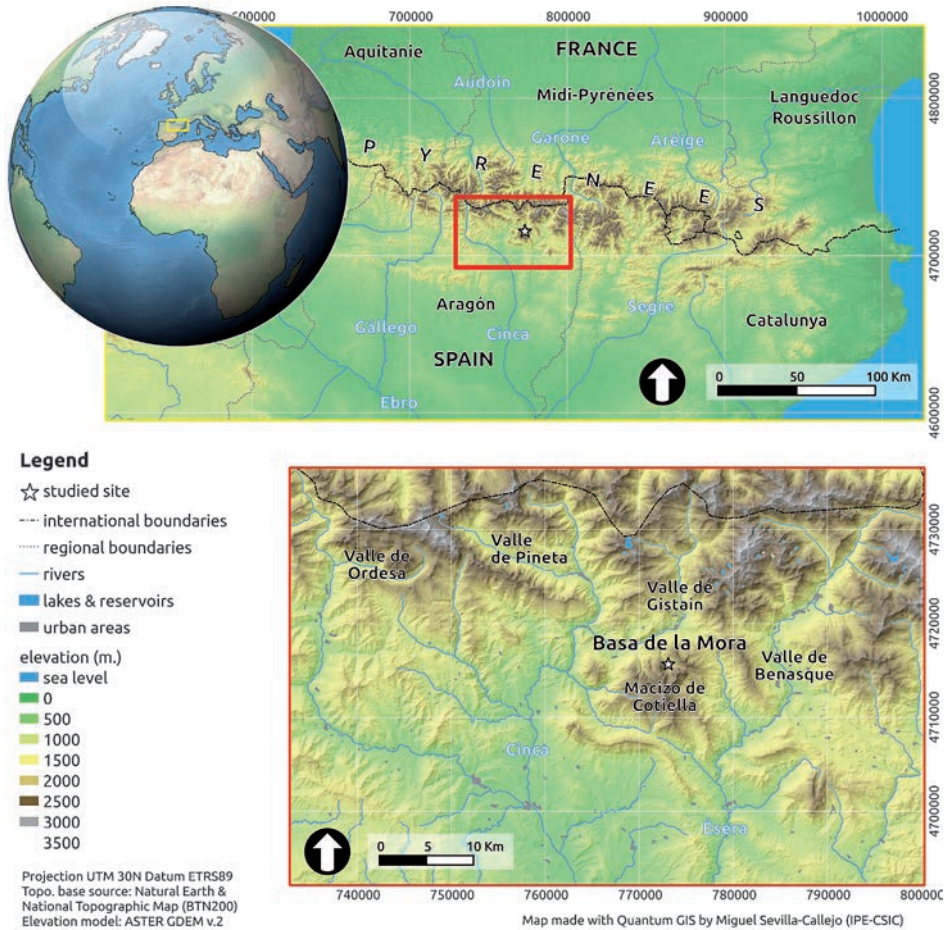 700000 800000 900000 1000000
Aquitanie
FRANCE
Audoin
Midi-Pyrénées
Languedoc
Roussillon
4800000
Garone
Arèige
PYRENEES
4700000
Aragón
Gállego
Cinca
Segre
Catalunya
SPAIN
Ebro
0 50 100 Km
4600000
Legend
studied site
international boundaries
regional boundaries
rivers
lakes & reservoirs
urban areas
elevation (m.)
sea level
0
500
1000
1500
2000
2500
3000
3500
Projection UTM 30N Datum ETRS89
Topo. base source: Natural Earth &
National Topographic Map (BTN200)
Elevation model: ASTER GDEM v.2
Valle de
Ordesa
Valle
de Pineta
Valle de
Gistain
Basa de la Mora
Valle de
Benasque
Macizo de
Cotiella
Cinca
Esera
0 5 10 Km
4730000
4720000
4710000
4700000
740000 750000 760000 770000 780000 790000 800000
Map made with Quantum GIS by Miguel Sevilla-Callejo (IPE-CSIC)